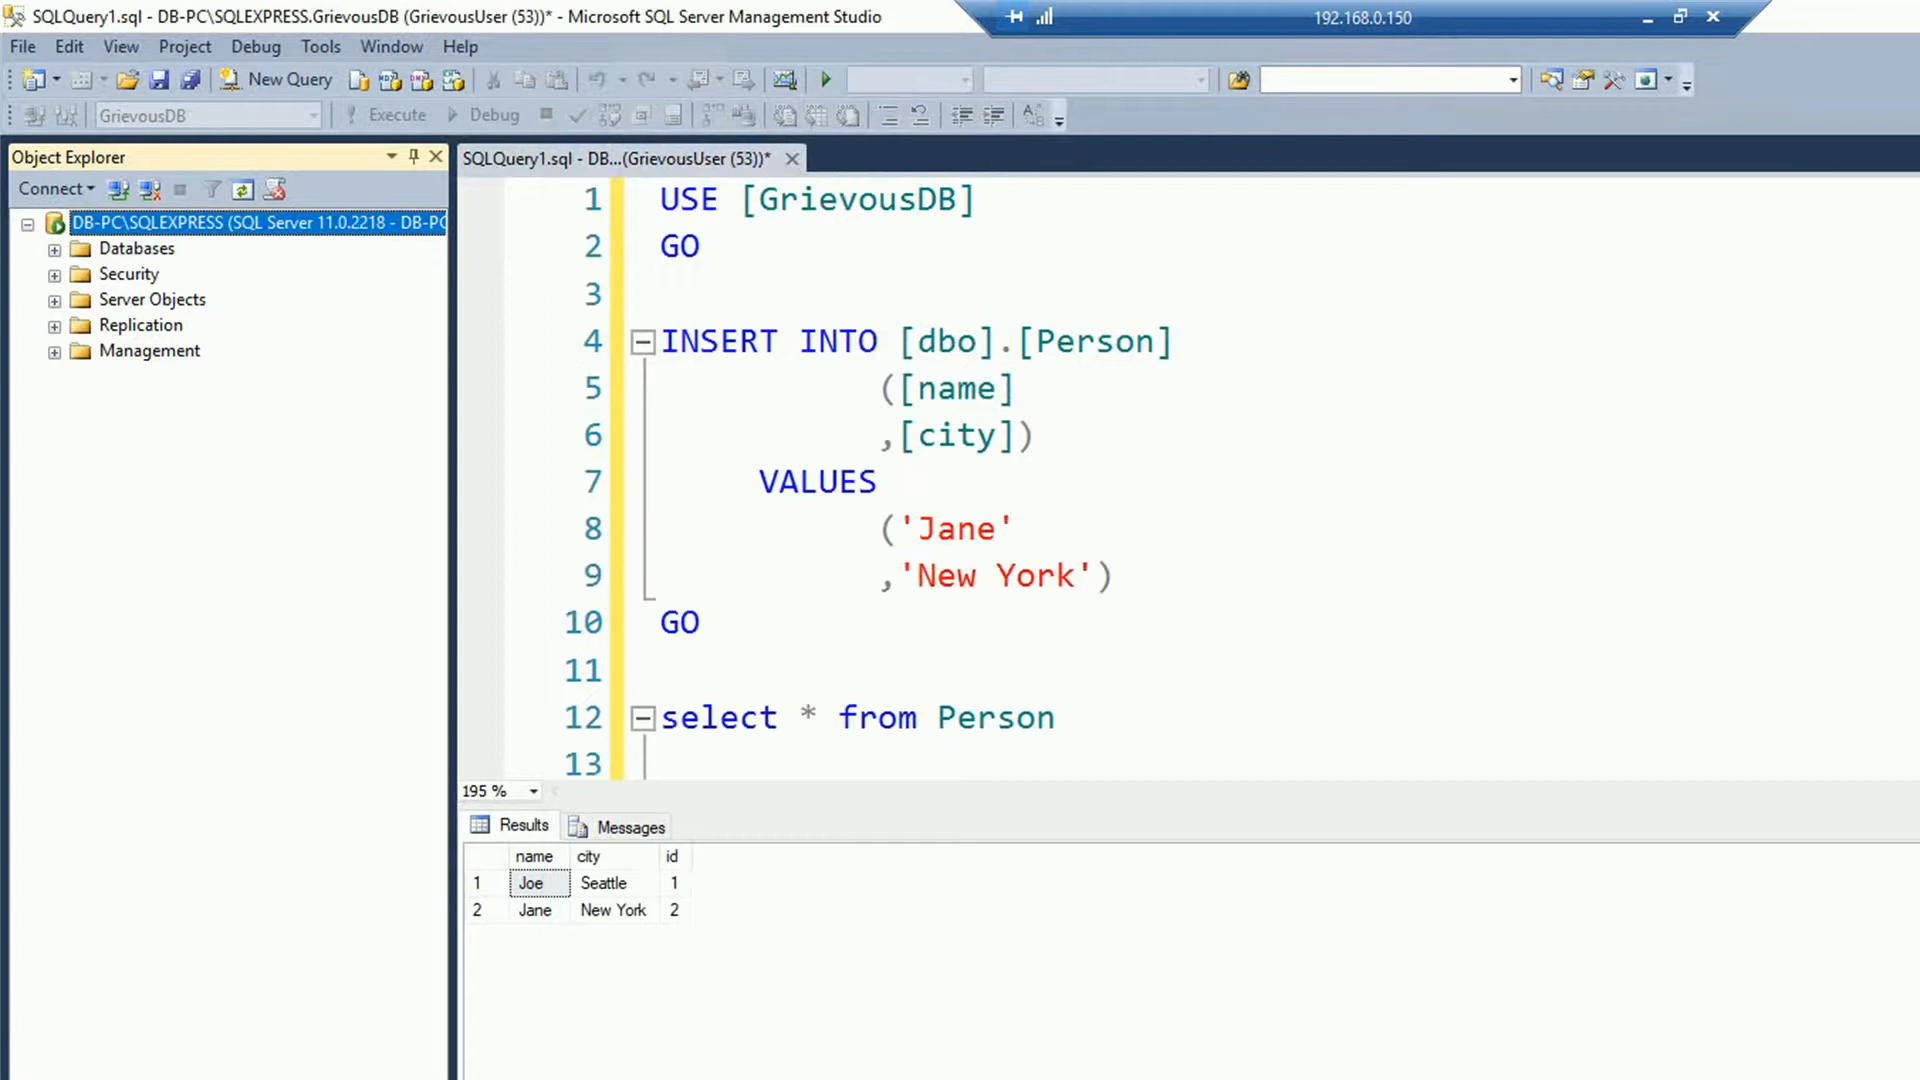 SQLQuery1.sql - DB-PC\SQLEXPRESS.GrievousDB (GrievousUser (53))* - Microsoft SQL Server Management Studio
192.168.0.150
File Edit View Project Debug Tools Window Help
New Query
GrievousDB Execute Debug
Object Explorer
Connect
DB-PC\SQLEXPRESS (SQL Server 11.0.2218 - DB-PC
Databases
Security
Server Objects
Replication
Management
SQLQuery1.sql - DB...(GrievousUser (53))*
1 USE [GrievousDB]
2 GO
3
4 INSERT INTO [dbo].[Person]
5 ([name]
6 ,[city])
7 VALUES
8 ('Jane'
9 ,'New York')
10 GO
11
12 select * from Person
13
195 %
Results Messages
name city id
1 Joe Seattle 1
2 Jane New York 2